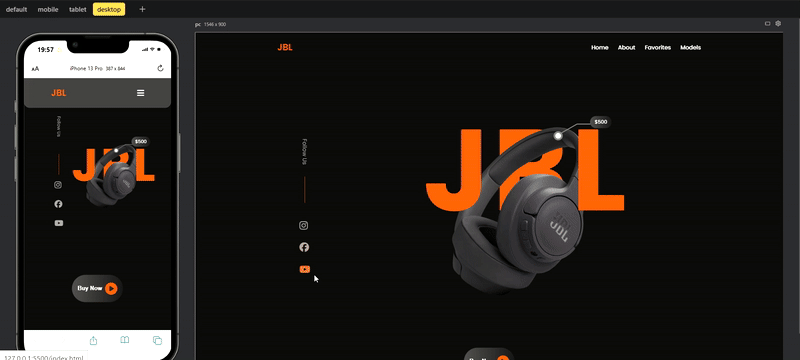 default mobile tablet desktop +
pc 1546 x 900
19:57
AA iPhone 13 Pro 387 x 844
JBL
Follow Us
$500
JBL
Buy Now
127.0.0.1:5500/index.html
JBL Home About Favorites Models
Follow Us
$500
JBL
JBL
Buy Now